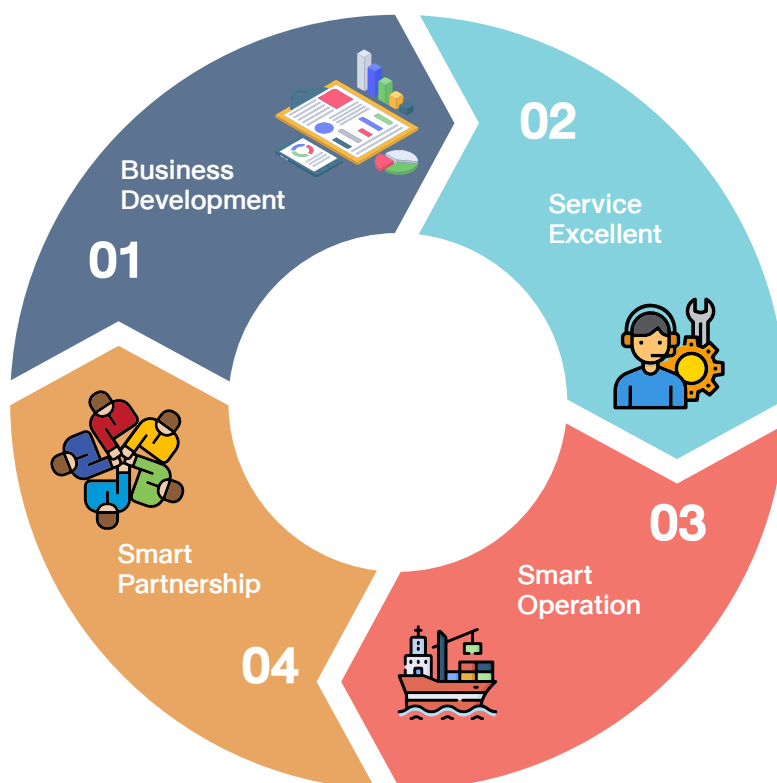 Business
Development
01
02
Service
Excellent
03
Smart
Operation
Smart
Partnership
04